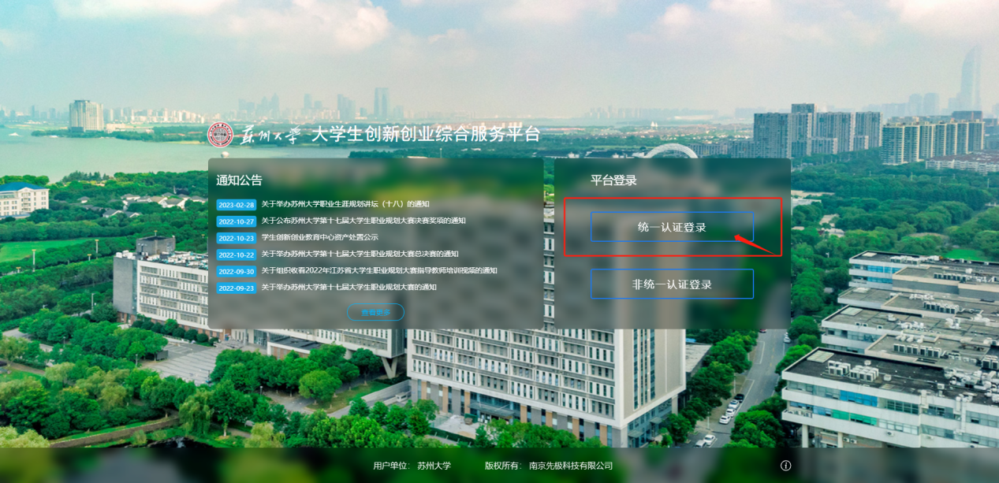 苏州大学 大学生创新创业综合服务平台
通知公告
2023-02-28 关于举办苏州大学职业生涯规划讲坛（十八）的通知
2022-10-27 关于公布苏州大学第十七届大学生职业规划大赛决赛奖项的通知
2022-10-23 学生创新创业教育中心资产处置公示
2022-10-22 关于举办苏州大学第十七届大学生职业规划大赛总决赛的通知
2022-09-30 关于组织收看2022年江苏省大学生职业规划大赛指导教师培训视频的通知
2022-09-23 关于举办苏州大学第十七届大学生职业规划大赛的通知
查看更多
平台登录
统一认证登录
非统一认证登录
用户单位： 苏州大学 版权所有： 南京先极科技有限公司